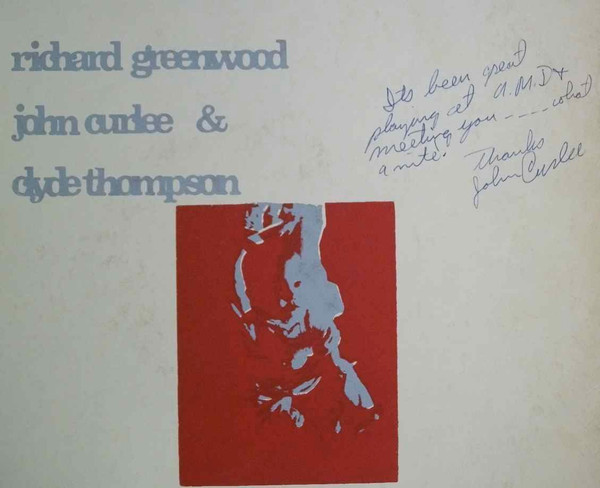 richard greenwood
john curlee &
clyde thompson
Its been great
playing at A.M.D +
meeting you ---- what
a nite!
Thanks
John Curlee